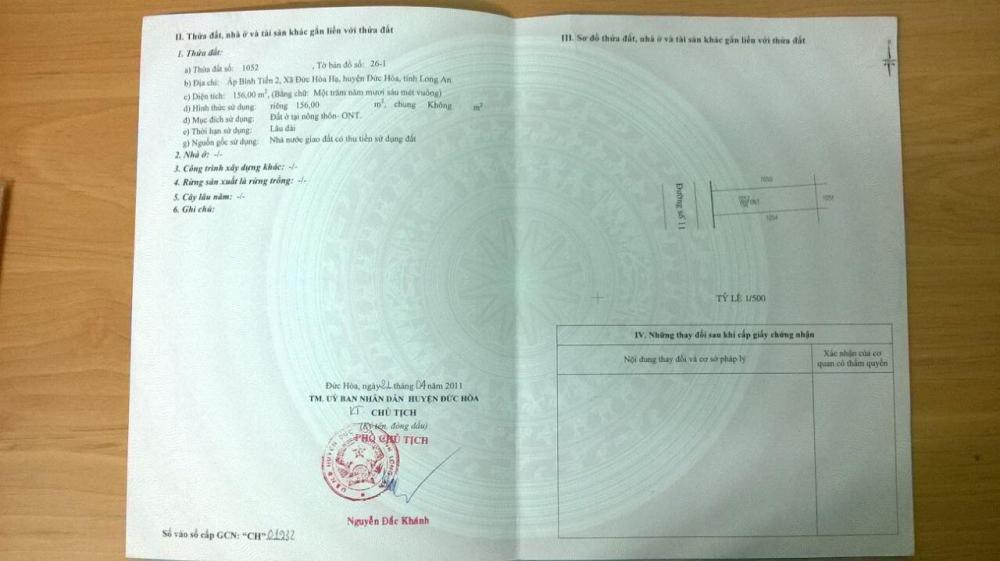 II. Thửa đất, nhà ở và tài sản khác gắn liền với thửa đất
1. Thửa đất:
a) Thửa đất số: 1052 , Tờ bản đồ số: 26-1
b) Địa chỉ: Ấp Bình Tiền 2, Xã Đức Hòa Hạ, huyện Đức Hòa, tỉnh Long An
c) Diện tích: 156,00 m², (Bằng chữ: Một trăm năm mươi sáu mét vuông)
d) Hình thức sử dụng: riêng 156,00 m², chung Không m²
đ) Mục đích sử dụng: Đất ở tại nông thôn- ONT.
e) Thời hạn sử dụng: Lâu dài
g) Nguồn gốc sử dụng: Nhà nước giao đất có thu tiền sử dụng đất
2. Nhà ở: -/-
3. Công trình xây dựng khác: -/-
4. Rừng sản xuất là rừng trồng: -/-
5. Cây lâu năm: -/-
6. Ghi chú:
Đức Hòa, ngày 21 tháng 04 năm 2011
TM. UỶ BAN NHÂN DÂN HUYỆN ĐỨC HÒA
KT CHỦ TỊCH
(Ký tên, đóng dấu)
PHÓ CHỦ TỊCH
Nguyễn Đắc Khánh
Số vào sổ cấp GCN: "CH" 01932
III. Sơ đồ thửa đất, nhà ở và tài sản khác gắn liền với thửa đất
Đường số 11
1050
ONT
1051
1054
TỶ LỆ 1/500
IV. Những thay đổi sau khi cấp giấy chứng nhận
Nội dung thay đổi và cơ sở pháp lý
Xác nhận của cơ
quan có thẩm quyền